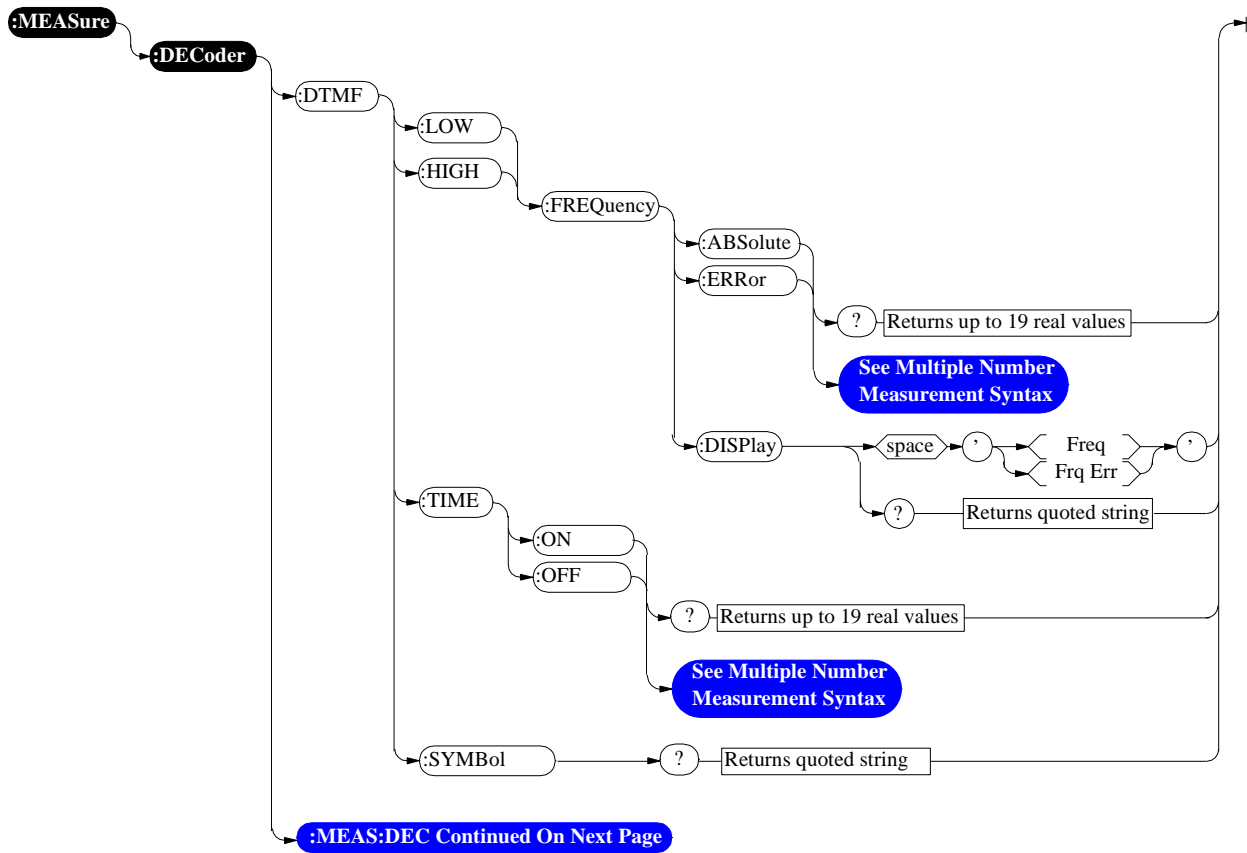 :MEASure
:DECoder
:DTMF
:LOW
:HIGH
:FREQuency
:ABSolute
:ERRor
? Returns up to 19 real values
See Multiple Number
Measurement Syntax
:DISPlay
space ' Freq '
Frq Err
? Returns quoted string
:TIME
:ON
:OFF
? Returns up to 19 real values
See Multiple Number
Measurement Syntax
:SYMBol ? Returns quoted string
:MEAS:DEC Continued On Next Page